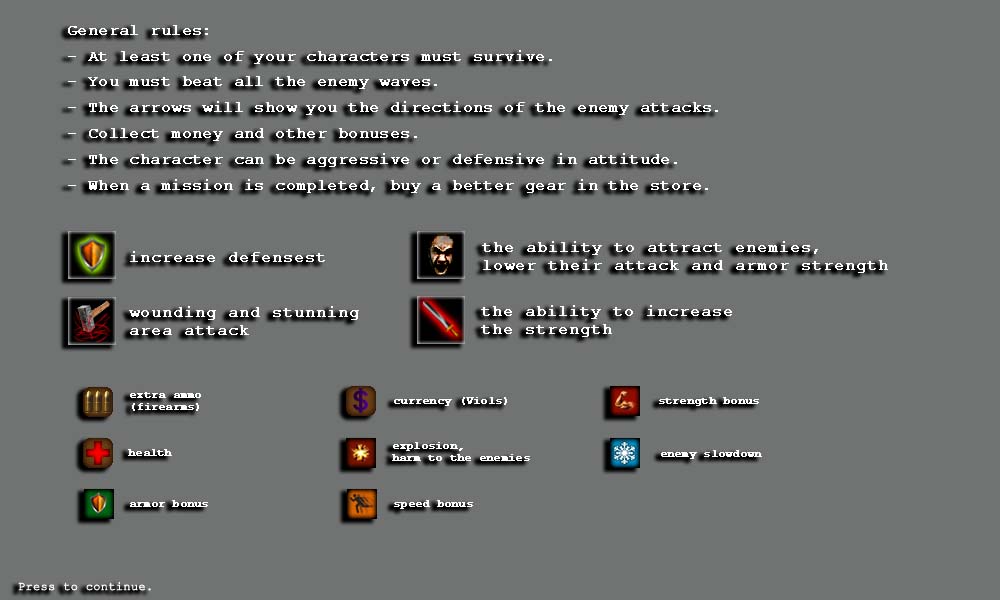 General rules:
- At least one of your characters must survive.
- You must beat all the enemy waves.
- The arrows will show you the directions of the enemy attacks.
- Collect money and other bonuses.
- The character can be aggressive or defensive in attitude.
- When a mission is completed, buy a better gear in the store.
increase defensest
the ability to attract enemies,
lower their attack and armor strength
wounding and stunning
area attack
the ability to increase
the strength
extra ammo
(firearms)
currency (Viols)
strength bonus
health
explosion,
harm to the enemies
enemy slowdown
armor bonus
speed bonus
Press to continue.